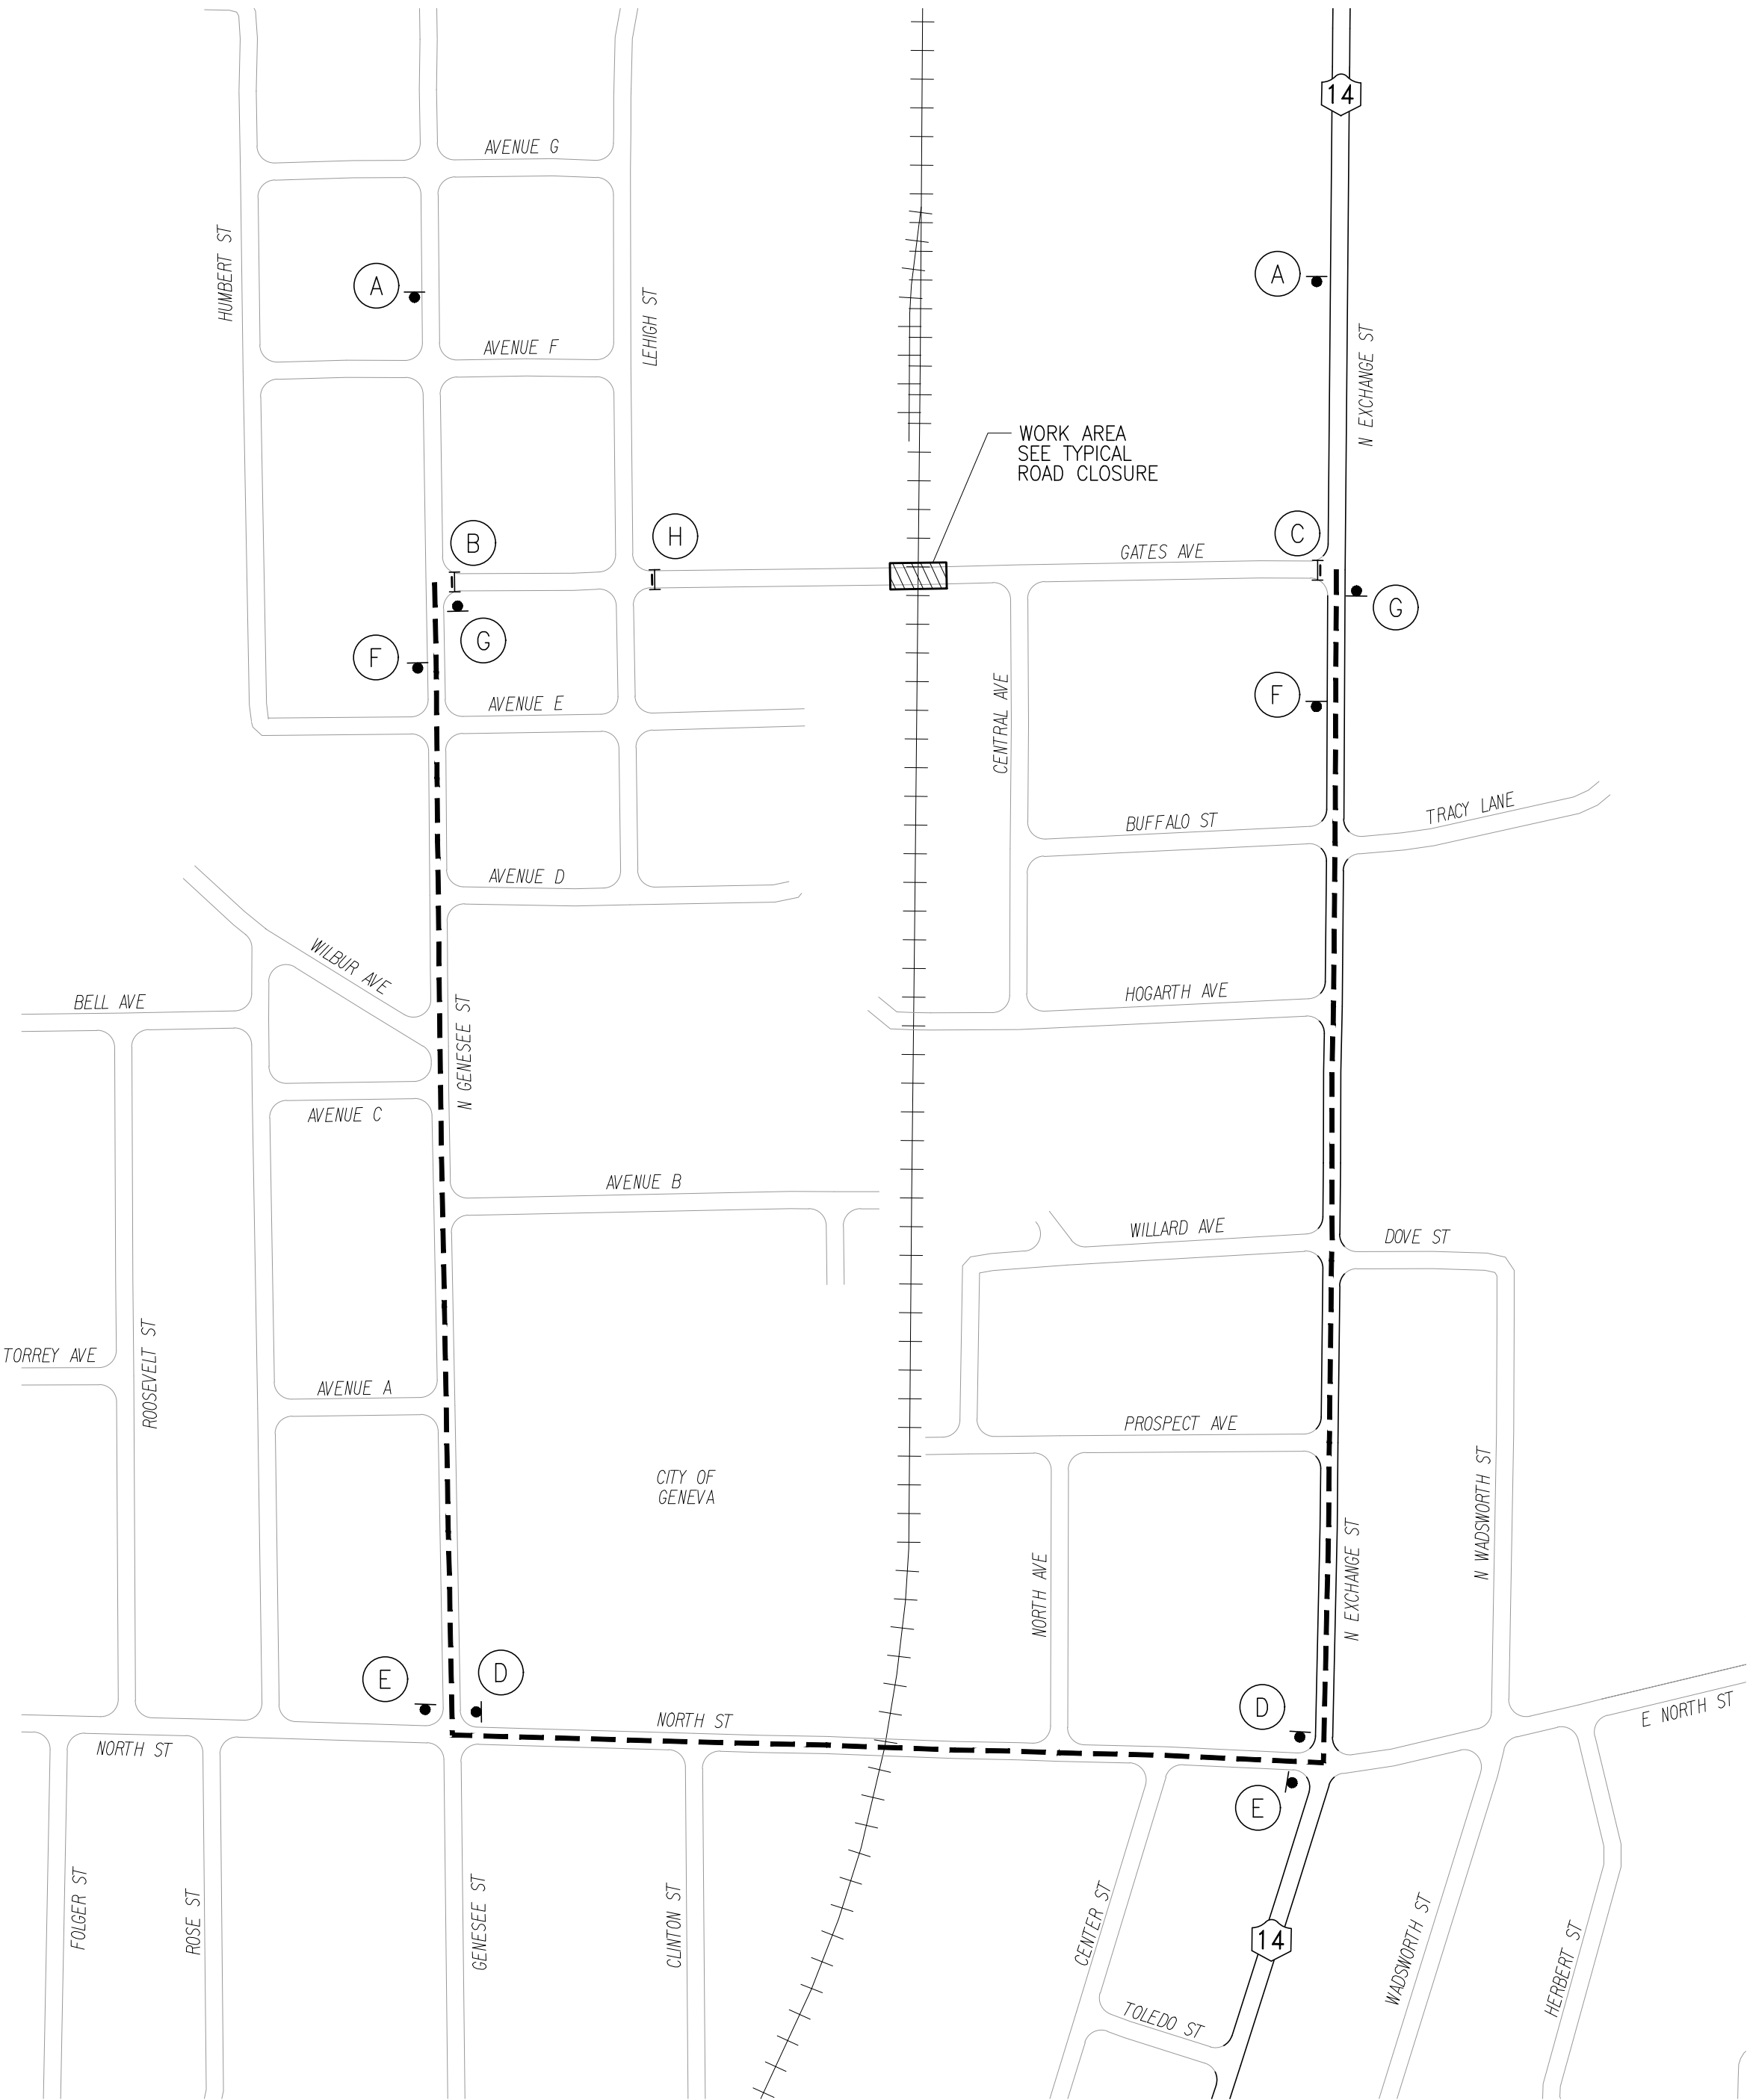 14
AVENUE G
HUMBERT ST
A
A
LEHIGH ST
AVENUE F
N EXCHANGE ST
WORK AREA
SEE TYPICAL
ROAD CLOSURE
B
H
C
GATES AVE
G
G
F
F
AVENUE E
CENTRAL AVE
BUFFALO ST
TRACY LANE
AVENUE D
WILBUR AVE
BELL AVE
HOGARTH AVE
N GENESEE ST
AVENUE C
AVENUE B
WILLARD AVE
DOVE ST
TORREY AVE
ROOSEVELT ST
AVENUE A
PROSPECT AVE
CITY OF
GENEVA
N WADSWORTH ST
NORTH AVE
N EXCHANGE ST
E
D
D
NORTH ST
E NORTH ST
NORTH ST
E
FOLGER ST
ROSE ST
GENESEE ST
CLINTON ST
CENTER ST
14
WADSWORTH ST
HERBERT ST
TOLEDO ST